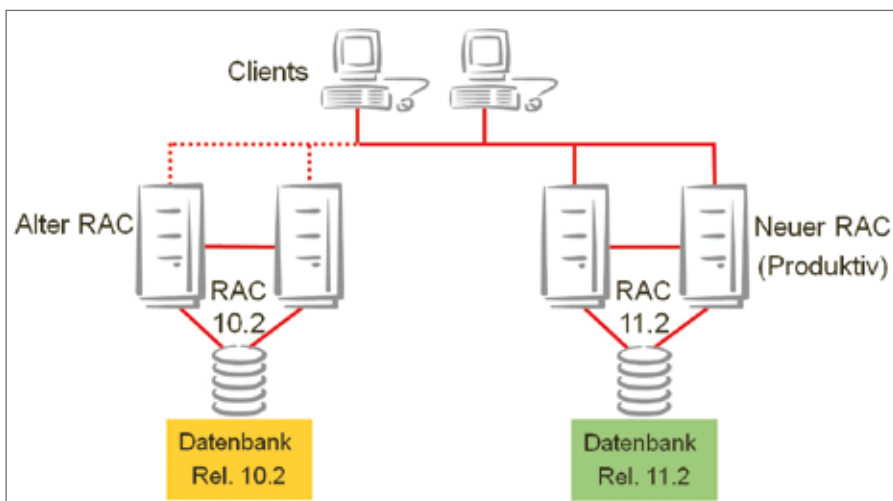 Clients
Alter RAC
RAC
10.2
RAC
11.2
Neuer RAC
(Produktiv)
Datenbank
Rel. 10.2
Datenbank
Rel. 11.2